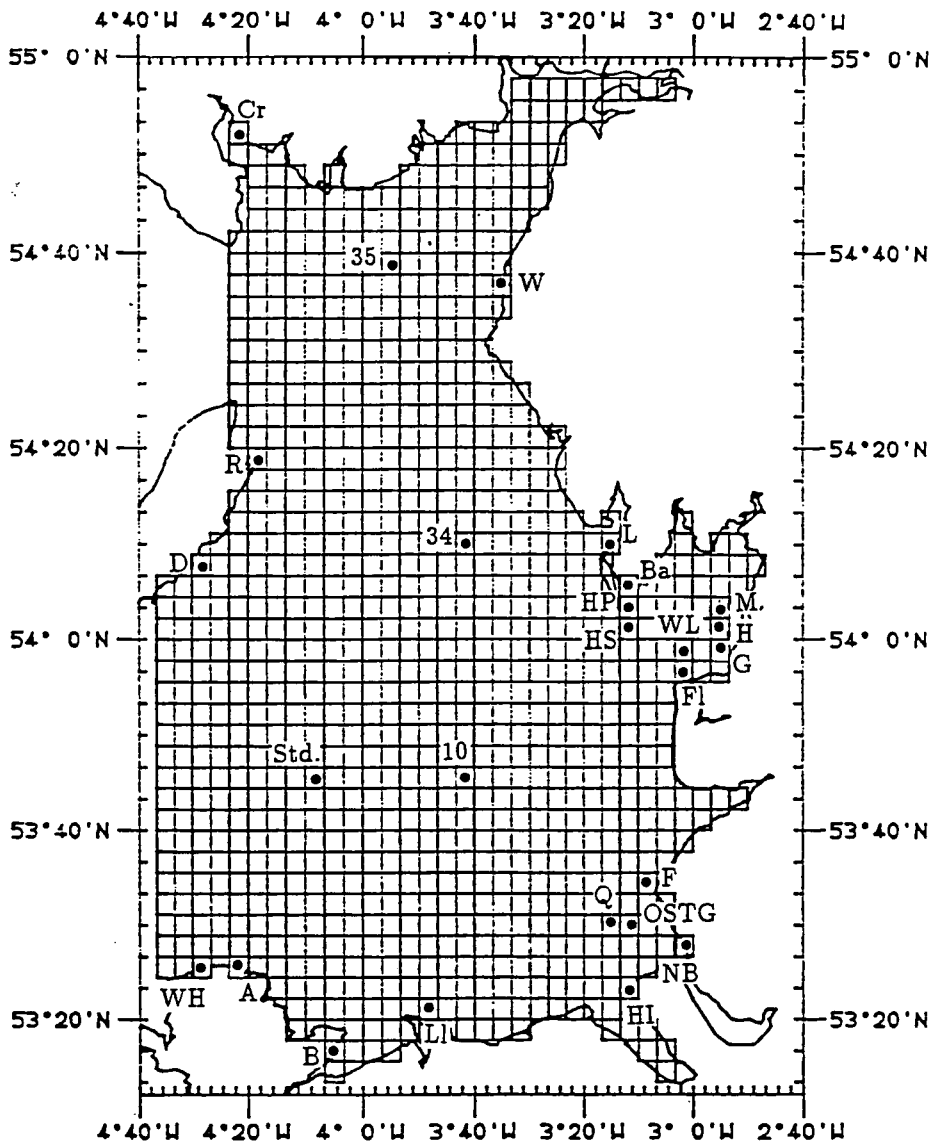 4°40'W 4°20'W 4° 0'W 3°40'W 3°20'W 3° 0'W 2°40'W
55° 0'N 55° 0'N
Cr
54°40'N 35 54°40'N
W
54°20'N 54°20'N
R
34 L
D Ba
HP M.
54° 0'N HS WL H 54° 0'N
G
Fl
Std. 10
53°40'N 53°40'N
F
Q OSTG
NB
WH A
53°20'N Ll HI 53°20'N
B
4°40'W 4°20'W 4° 0'W 3°40'W 3°20'W 3° 0'W 2°40'W